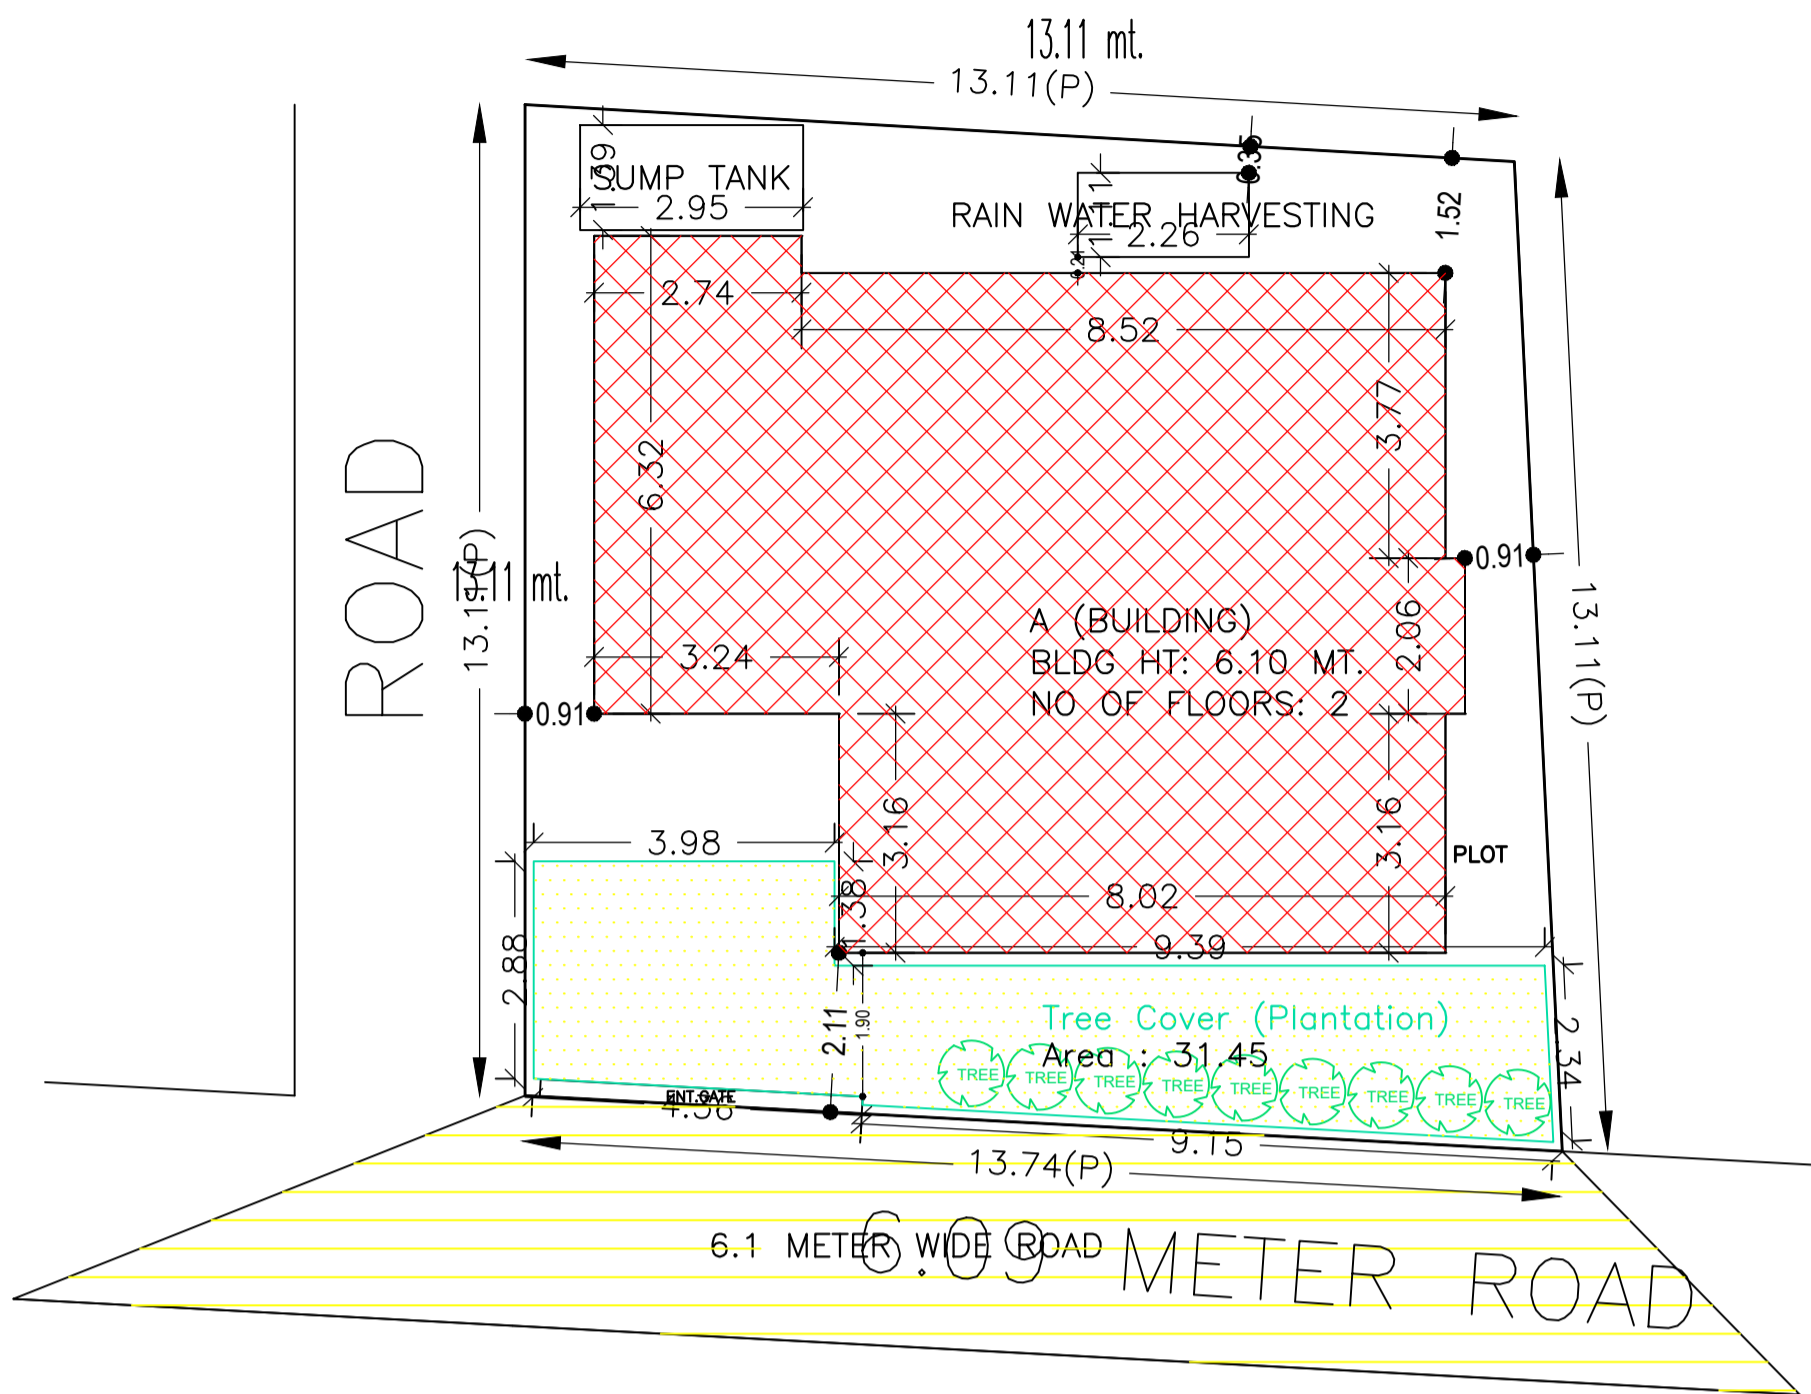 13.11 mt.
13.11(P)
SUMP TANK
1.39
2.95
0.35
1.52
RAIN WATER HARVESTING
1.11
2.26
0.21
2.74
8.52
3.77
6.32
ROAD
13.11(P)
13.11 mt.
0.91
13.11(P)
A (BUILDING)
BLDG HT: 6.10 MT.
NO OF FLOORS: 2
2.06
3.24
0.91
3.16
3.16
PLOT
3.98
1.38
8.02
9.39
2.88
2.11
1.90
Tree Cover (Plantation)
Area : 31.45
2.34
TREE TREE TREE TREE TREE TREE TREE TREE TREE
ENT.GATE
9.15
13.74(P)
6.1 METER WIDE ROAD
6.09 METER ROAD